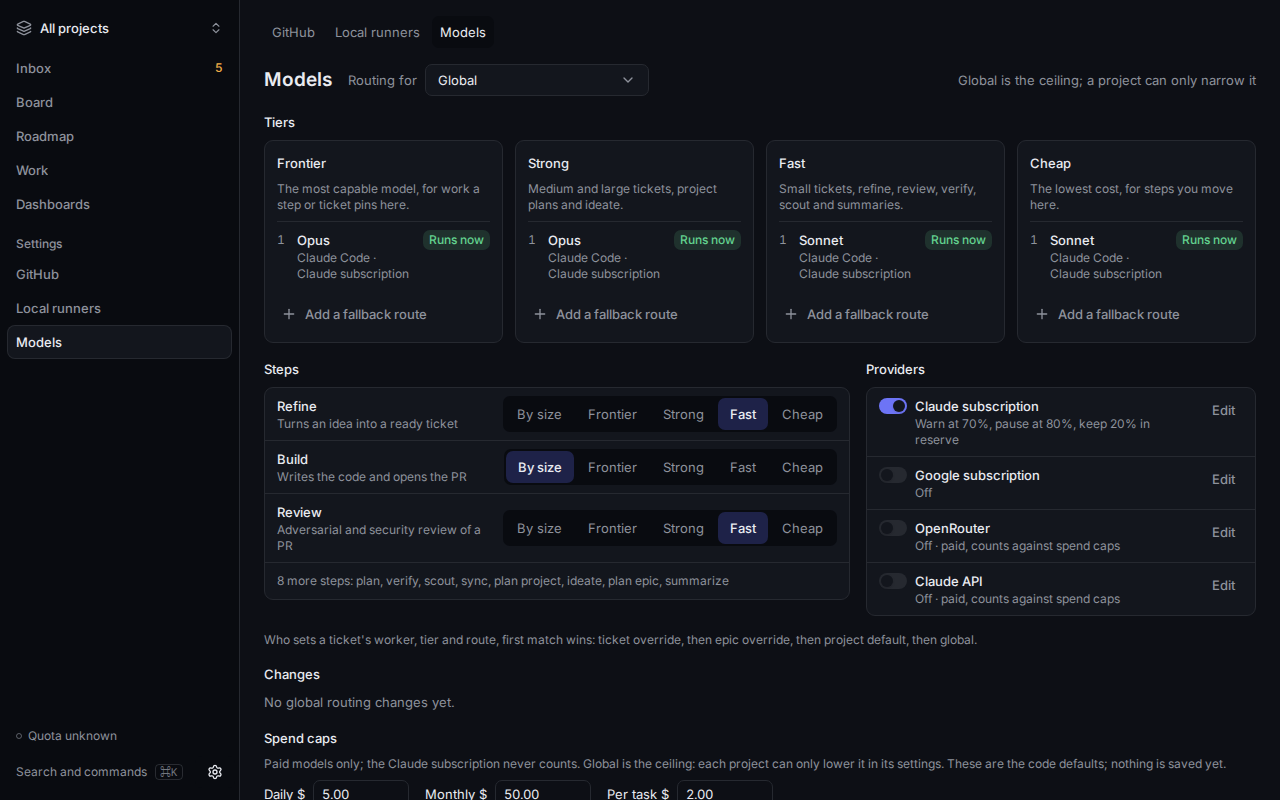 All projects
Inbox 5
Board
Roadmap
Work
Dashboards
Settings
GitHub
Local runners
Models
Quota unknown
Search and commands ⌘K
GitHub Local runners Models
Models Routing for Global Global is the ceiling; a project can only narrow it
Tiers
Frontier
The most capable model, for work a
step or ticket pins here.
1 Opus Runs now
Claude Code ·
Claude subscription
Add a fallback route
Strong
Medium and large tickets, project
plans and ideate.
1 Opus Runs now
Claude Code ·
Claude subscription
Add a fallback route
Fast
Small tickets, refine, review, verify,
scout and summaries.
1 Sonnet Runs now
Claude Code ·
Claude subscription
Add a fallback route
Cheap
The lowest cost, for steps you move
here.
1 Sonnet Runs now
Claude Code ·
Claude subscription
Add a fallback route
Steps
Refine
Turns an idea into a ready ticket
By size Frontier Strong Fast Cheap
Build
Writes the code and opens the PR
By size Frontier Strong Fast Cheap
Review
Adversarial and security review of a
PR
By size Frontier Strong Fast Cheap
8 more steps: plan, verify, scout, sync, plan project, ideate, plan epic, summarize
Providers
Claude subscription Edit
Warn at 70%, pause at 80%, keep 20% in
reserve
Google subscription Edit
Off
OpenRouter Edit
Off · paid, counts against spend caps
Claude API Edit
Off · paid, counts against spend caps
Who sets a ticket's worker, tier and route, first match wins: ticket override, then epic override, then project default, then global.
Changes
No global routing changes yet.
Spend caps
Paid models only; the Claude subscription never counts. Global is the ceiling: each project can only lower it in its settings. These are the code defaults; nothing is saved yet.
Daily $ 5.00 Monthly $ 50.00 Per task $ 2.00